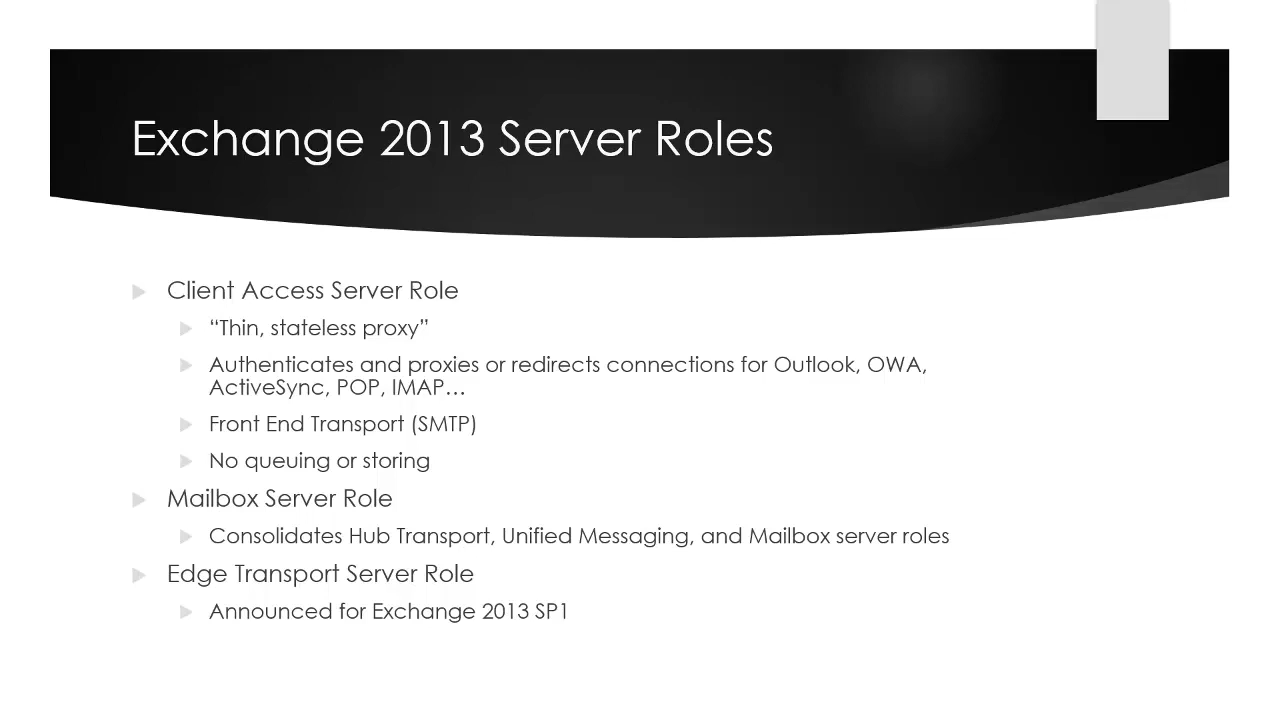 Exchange 2013 Server Roles
Client Access Server Role
“Thin, stateless proxy”
Authenticates and proxies or redirects connections for Outlook, OWA,
ActiveSync, POP, IMAP…
Front End Transport (SMTP)
No queuing or storing
Mailbox Server Role
Consolidates Hub Transport, Unified Messaging, and Mailbox server roles
Edge Transport Server Role
Announced for Exchange 2013 SP1